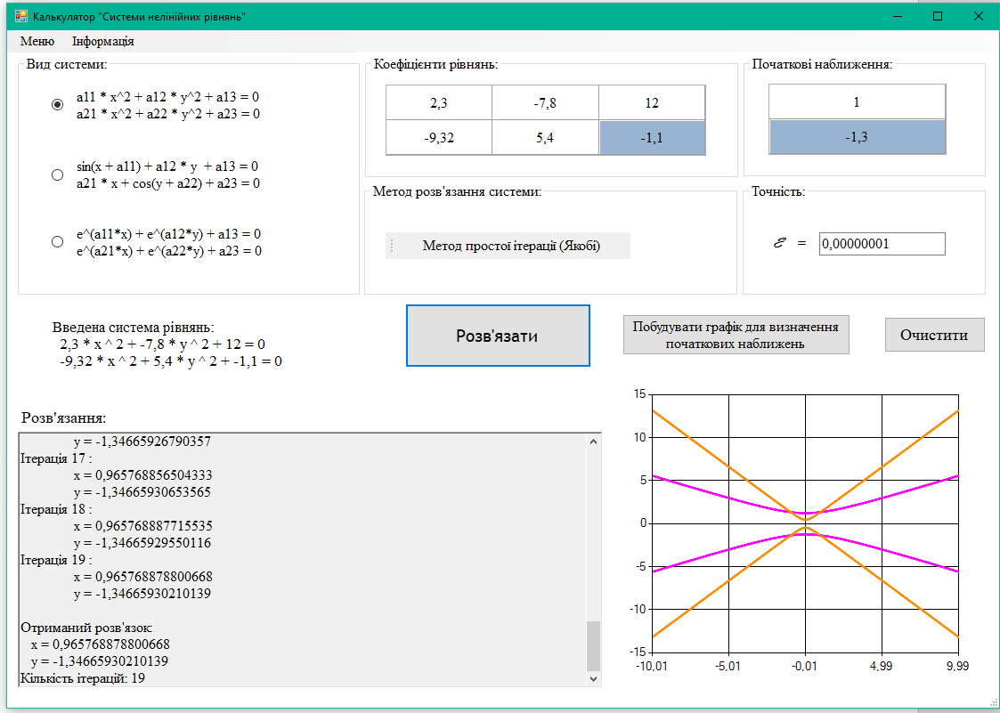 Калькулятор "Системи нелінійних рівнянь"
Меню Інформація
Вид системи:
a11 * x^2 + a12 * y^2 + a13 = 0
a21 * x^2 + a22 * y^2 + a23 = 0
sin(x + a11) + a12 * y + a13 = 0
a21 * x + cos(y + a22) + a23 = 0
e^(a11*x) + e^(a12*y) + a13 = 0
e^(a21*x) + e^(a22*y) + a23 = 0
Коефіцієнти рівнянь:
2,3 -7,8 12
-9,32 5,4 -1,1
Початкові наближення:
1
-1,3
Метод розв'язання системи:
Метод простої ітерації (Якобі)
Точність:
ℰ = 0,00000001
Введена система рівнянь:
2,3 * x ^ 2 + -7,8 * y ^ 2 + 12 = 0
-9,32 * x ^ 2 + 5,4 * y ^ 2 + -1,1 = 0
Розв'язати
Побудувати графік для визначення
початкових наближень
Очистити
Розв'язання:
y = -1,34665926790357
Ітерація 17 :
x = 0,965768856504333
y = -1,34665930653565
Ітерація 18 :
x = 0,965768887715535
y = -1,34665929550116
Ітерація 19 :
x = 0,965768878800668
y = -1,34665930210139
Отриманий розв'язок:
x = 0,965768878800668
y = -1,34665930210139
Кількість ітерацій: 19
15
10
5
0
-5
-10
-15
-10,01 -5,01 -0,01 4,99 9,99